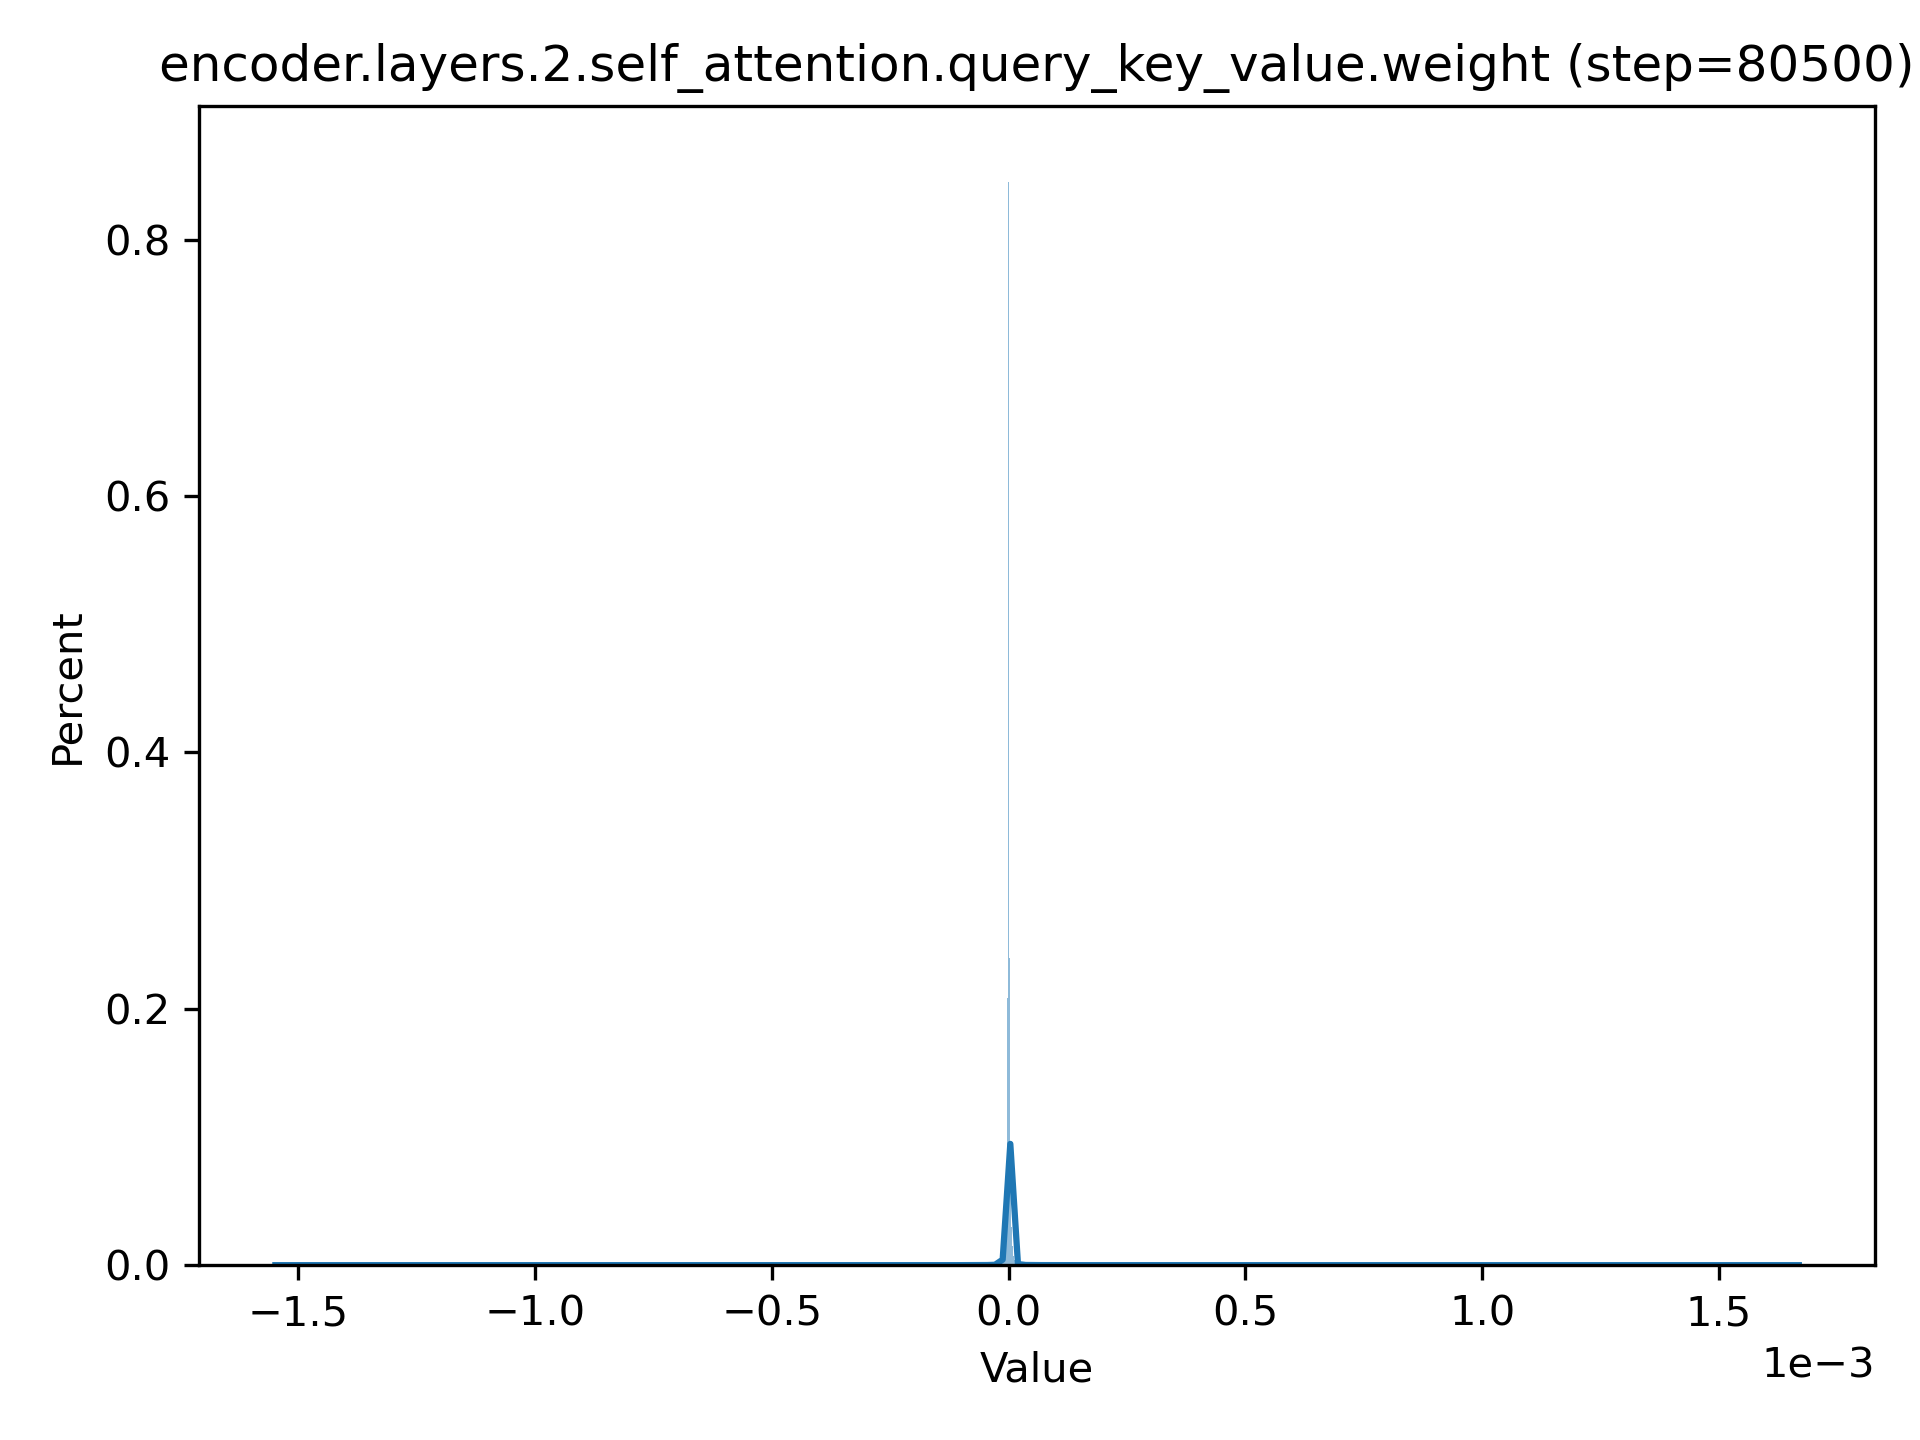 encoder.layers.2.self_attention.query_key_value.weight (step=80500)
Percent
0.8
0.6
0.4
0.2
0.0
−1.5 −1.0 −0.5 0.0 0.5 1.0 1.5
1e−3
Value